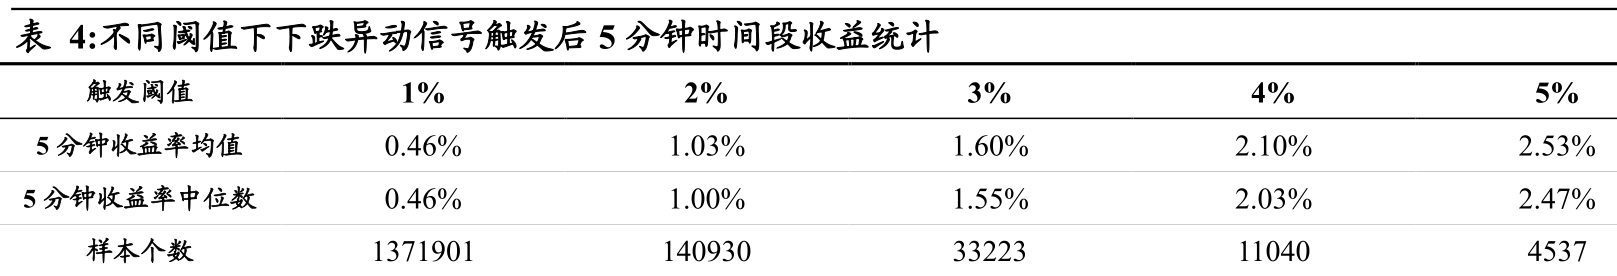 表 4:不同阈值下下跌异动信号触发后 5 分钟时间段收益统计
触发阈值 1% 2% 3% 4% 5%
5 分钟收益率均值 0.46% 1.03% 1.60% 2.10% 2.53%
5 分钟收益率中位数 0.46% 1.00% 1.55% 2.03% 2.47%
样本个数 1371901 140930 33223 11040 4537